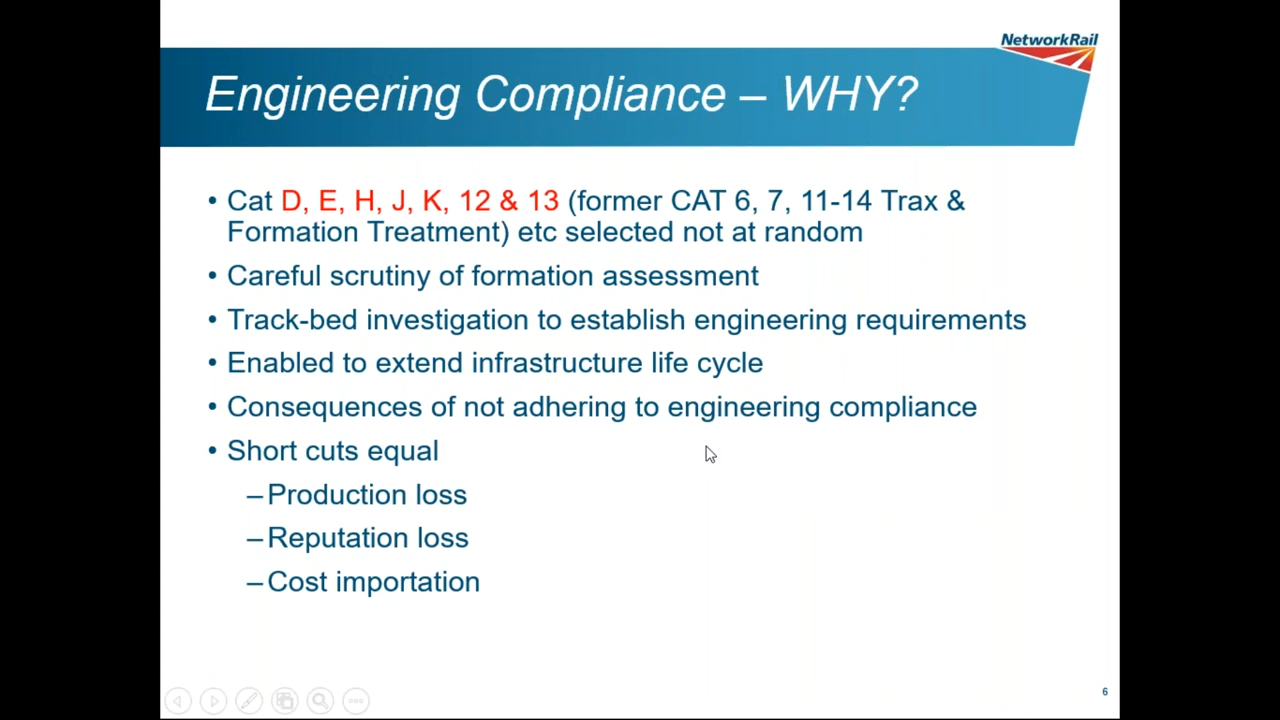 NetworkRail
Engineering Compliance – WHY?
• Cat D, E, H, J, K, 12 & 13 (former CAT 6, 7, 11-14 Trax &
Formation Treatment) etc selected not at random
• Careful scrutiny of formation assessment
• Track-bed investigation to establish engineering requirements
• Enabled to extend infrastructure life cycle
• Consequences of not adhering to engineering compliance
• Short cuts equal
–Production loss
–Reputation loss
–Cost importation
6